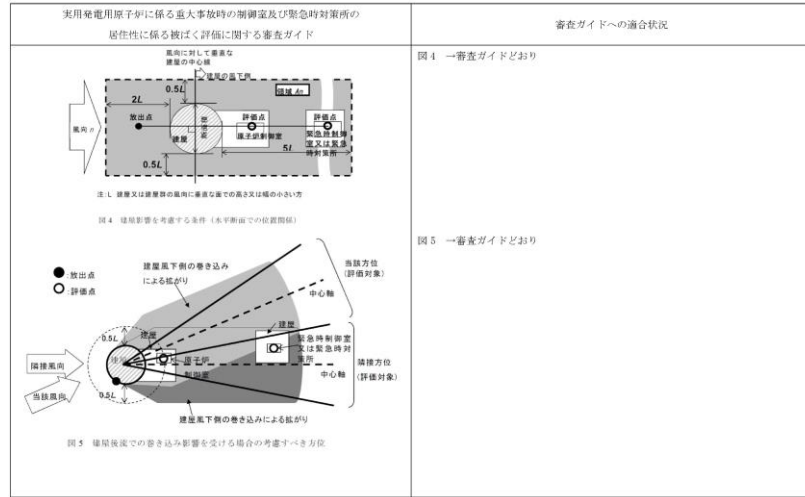 実用発電用原子炉に係る重大事故時の制御室及び緊急時対策所の
居住性に係る被ばく評価に関する審査ガイド
審査ガイドへの適合状況
風向に対して垂直な
建屋の中心線
建屋の風下側
0.5L
領域An
2L
放出点
評価点
評価点
風向n
建屋
原子炉制御室
緊急時制御
室又は緊急
時対策所
5L
0.5L
注:L 建屋又は建屋群の風向に垂直な面での高さ又は幅の小さい方
図4 建屋影響を考慮する条件（水平断面での位置関係）
図4 →審査ガイドどおり
図5 →審査ガイドどおり
建屋風下側の巻き込み
による拡がり
当該方位
(評価対象)
●:放出点
○:評価点
中心軸
建屋
0.5L
建屋
緊急時制御室
又は緊急時対
策所
隣接方位
(評価対象)
隣接風向
原子炉
制御室
中心軸
当該風向
0.5L
建屋風下側の巻き込みによる拡がり
図5 建屋後流での巻き込み影響を受ける場合の考慮すべき方位